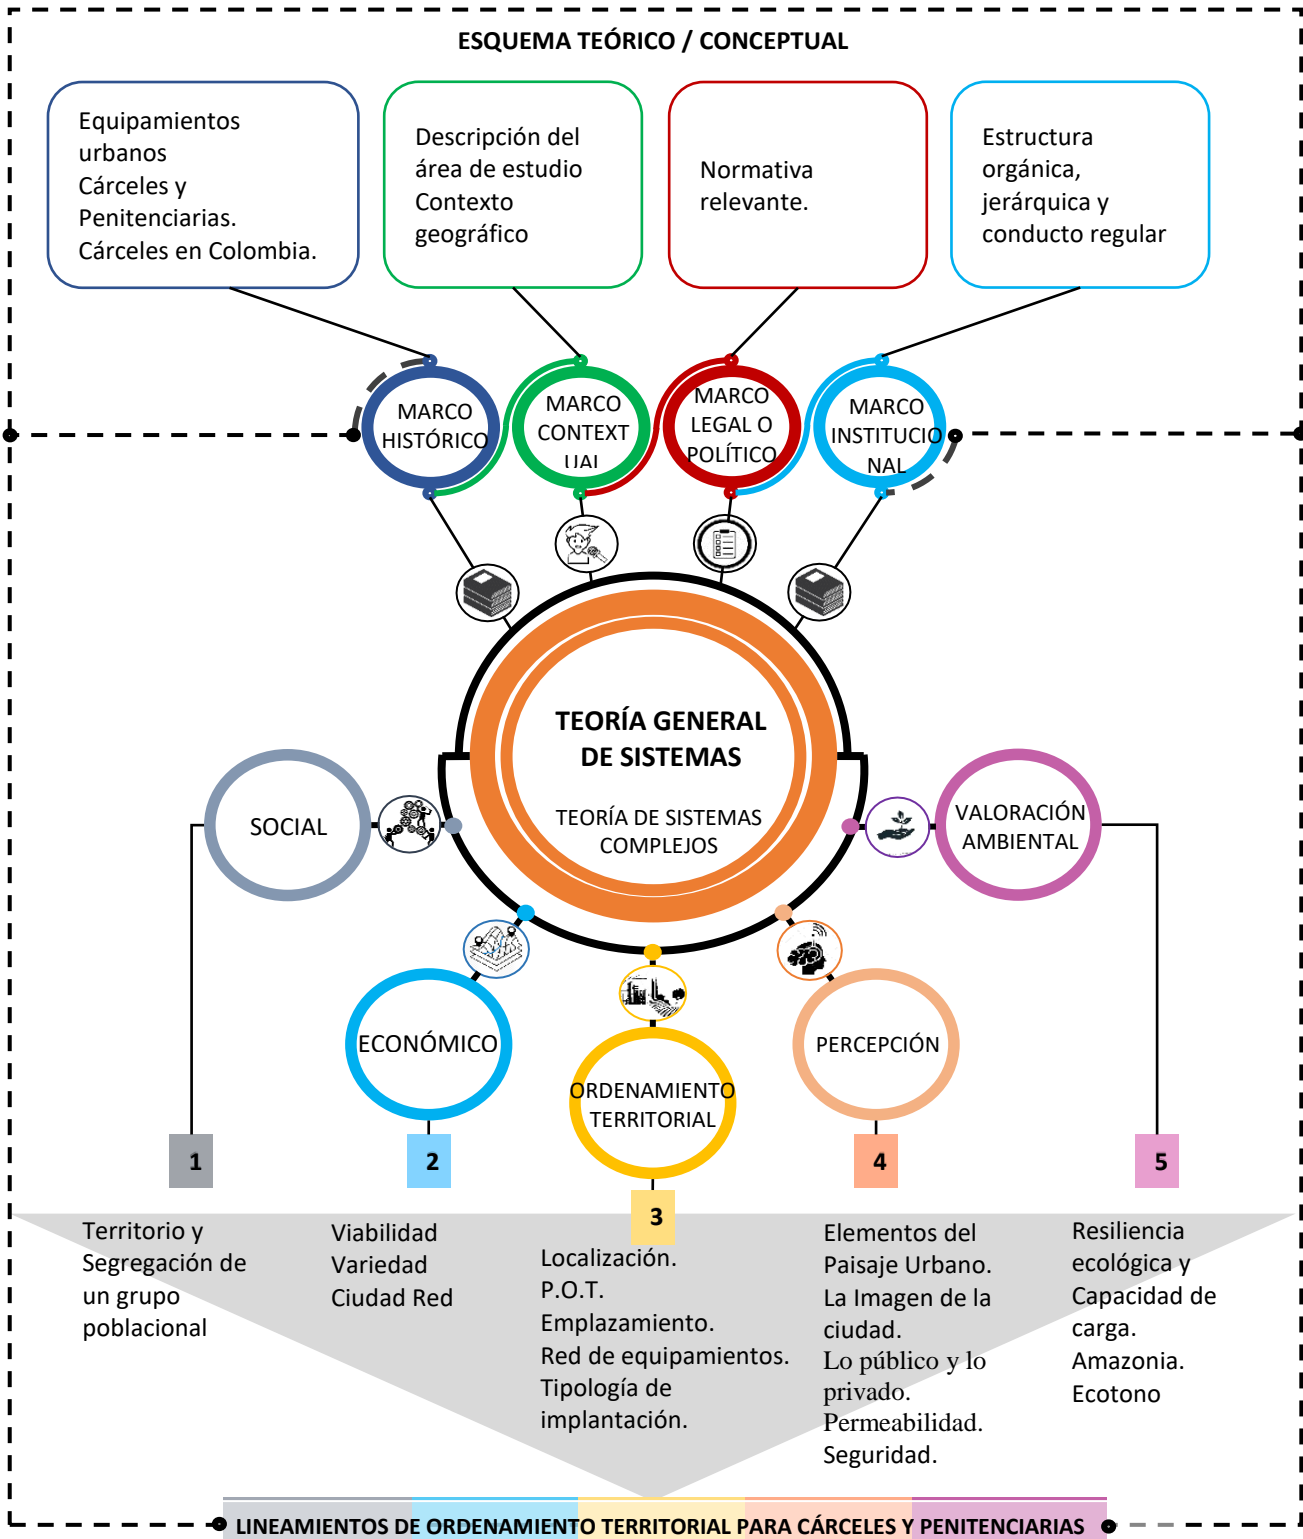 ESQUEMA TEÓRICO / CONCEPTUAL
Equipamientos
urbanos
Cárceles y
Penitenciarias.
Cárceles en Colombia.
Descripción del
área de estudio
Contexto
geográfico
Normativa
relevante.
Estructura
orgánica,
jerárquica y
conducto regular
MARCO
HISTÓRICO
MARCO
CONTEXT
UAL
MARCO
LEGAL O
POLÍTICO
MARCO
INSTITUCIO
NAL
TEORÍA GENERAL
DE SISTEMAS
TEORÍA DE SISTEMAS
COMPLEJOS
SOCIAL
VALORACIÓN
AMBIENTAL
ECONÓMICO
PERCEPCIÓN
ORDENAMIENTO
TERRITORIAL
1
2
3
4
5
Territorio y
Segregación de
un grupo
poblacional
Viabilidad
Variedad
Ciudad Red
Localización.
P.O.T.
Emplazamiento.
Red de equipamientos.
Tipología de
implantación.
Elementos del
Paisaje Urbano.
La Imagen de la
ciudad.
Lo público y lo
privado.
Permeabilidad.
Seguridad.
Resiliencia
ecológica y
Capacidad de
carga.
Amazonia.
Ecotono
LINEAMIENTOS DE ORDENAMIENTO TERRITORIAL PARA CÁRCELES Y PENITENCIARIAS